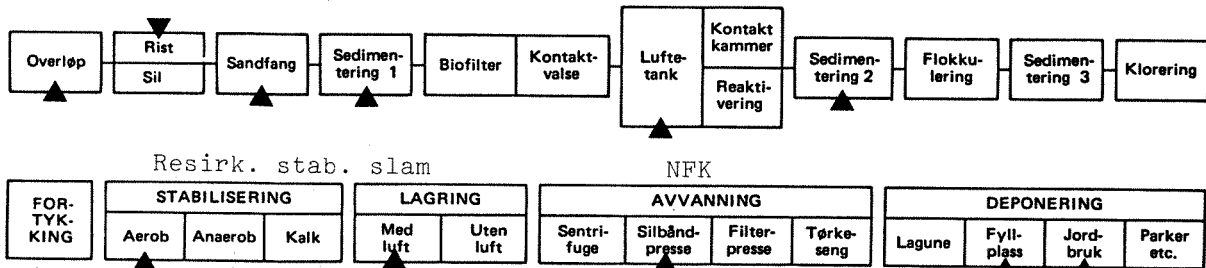 Overløp
Rist
Sil
Sandfang
Sedimen-
tering 1
Biofilter
Kontakt-
valse
Lufte-
tank
Kontakt
kammer
Reakti-
vering
Sedimen-
tering 2
Flokku-
lering
Sedimen-
tering 3
Klorering
Resirk. stab. slam
NFK
FOR-
TYK-
KING
STABILISERING
Aerob
Anaerob
Kalk
LAGRING
Med
luft
Uten
luft
AVVANNING
Sentri-
fuge
Silbånd-
presse
Filter-
presse
Tørke-
seng
DEPONERING
Lagune
Fyll-
plass
Jord-
bruk
Parker
etc.